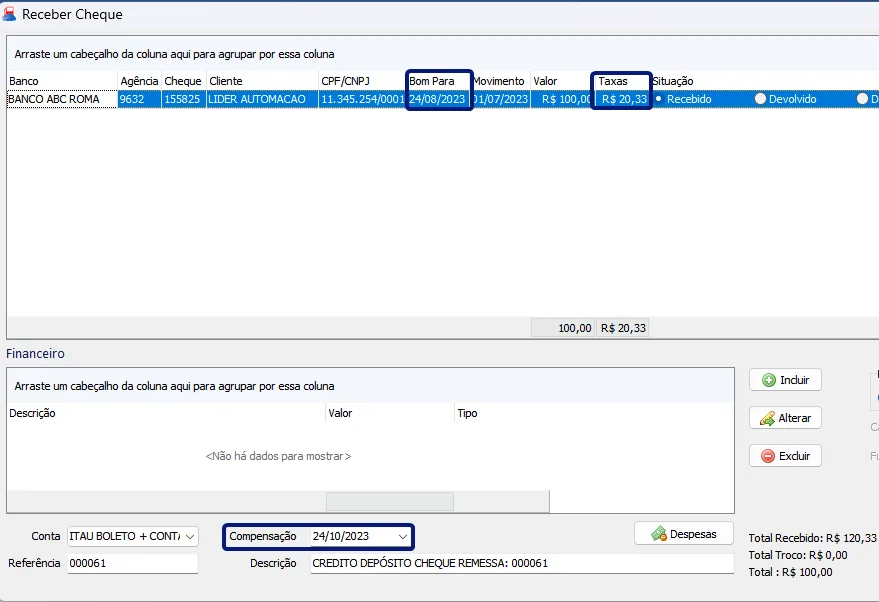 Receber Cheque
Arraste um cabeçalho da coluna aqui para agrupar por essa coluna
Banco Agência Cheque Cliente CPF/CNPJ Bom Para Movimento Valor Taxas Situação
BANCO ABC ROMA 9632 155825 LIDER AUTOMACAO 11.345.254/0001 24/08/2023 01/07/2023 R$ 100,00 R$ 20,33 Recebido Devolvido D
100,00 R$ 20,33
Financeiro
Arraste um cabeçalho da coluna aqui para agrupar por essa coluna
Descrição Valor Tipo
<Não há dados para mostrar>
Incluir
Alterar
Excluir
Conta ITAU BOLETO + CONTA Compensação 24/10/2023 Despesas
Referência 000061 Descrição CREDITO DEPÓSITO CHEQUE REMESSA: 000061
Total Recebido: R$ 120,33
Total Troco: R$ 0,00
Total : R$ 100,00